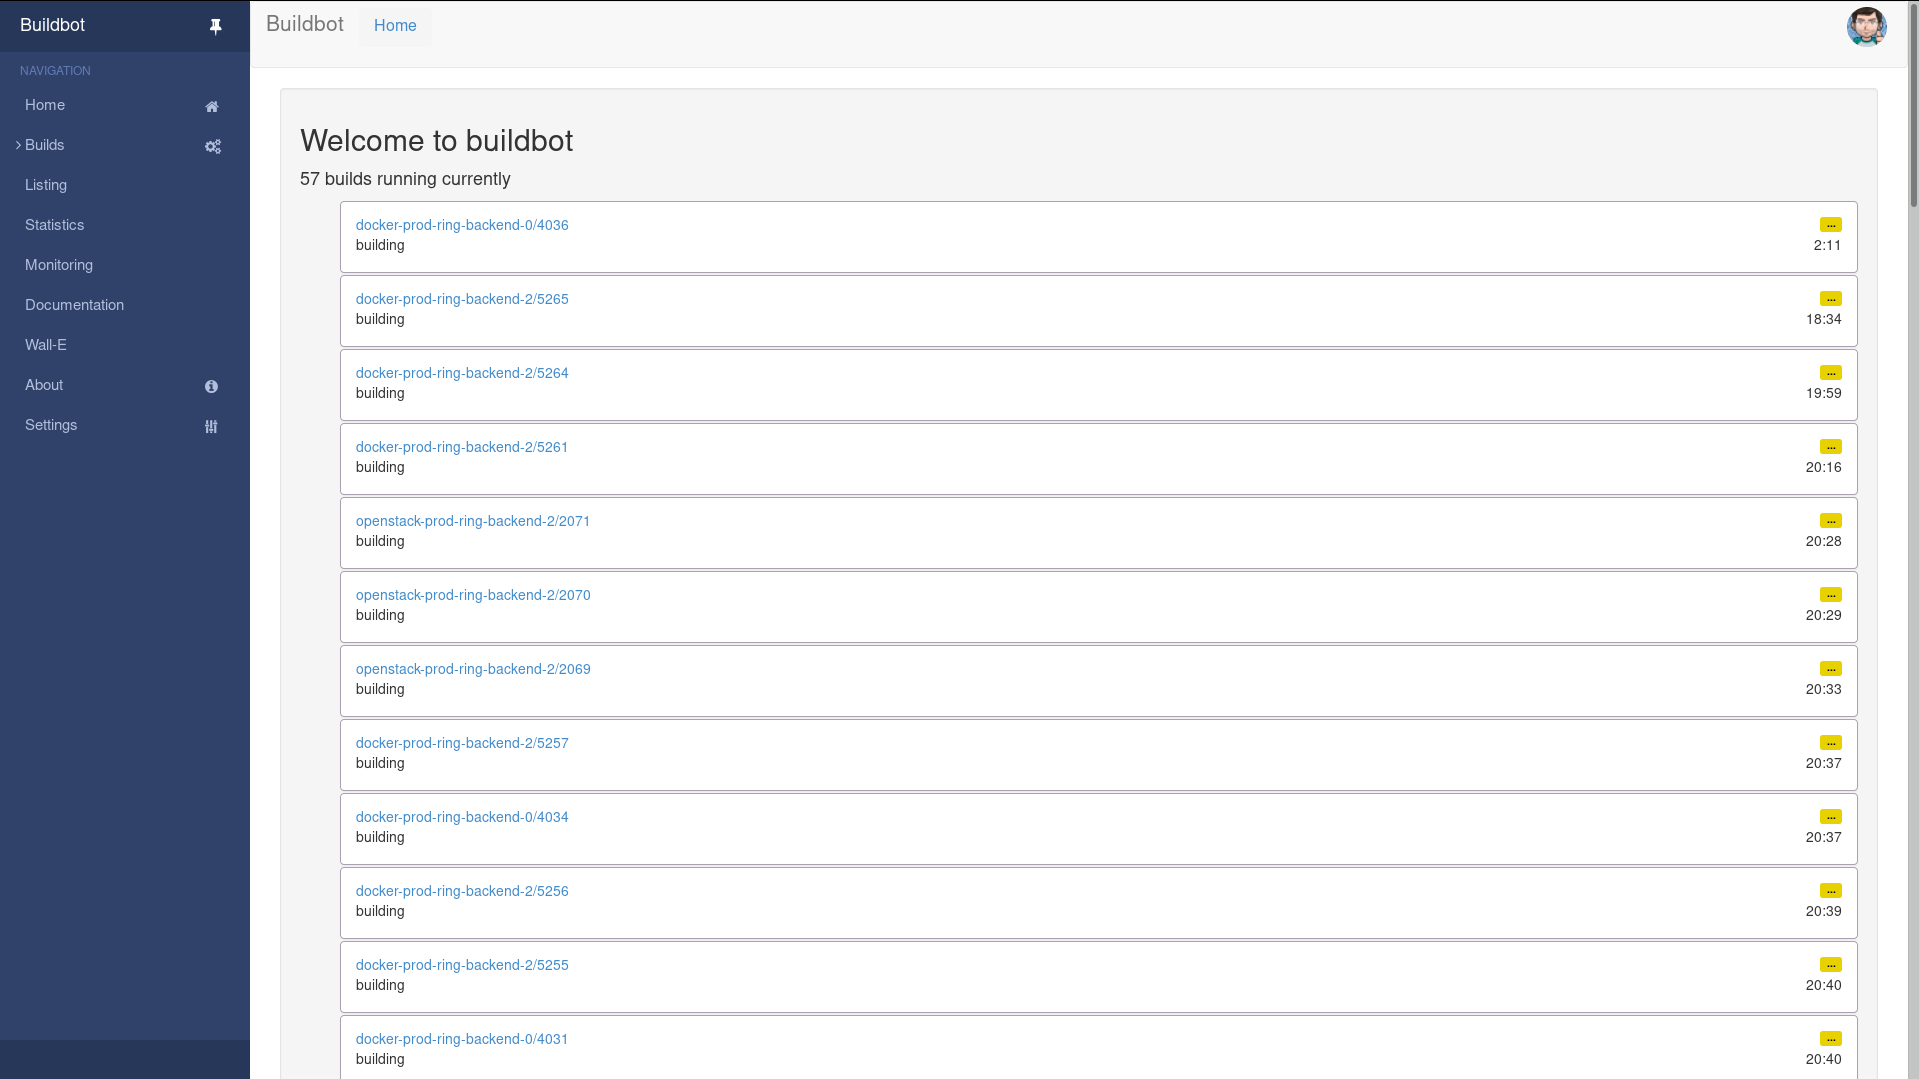 Buildbot
NAVIGATION
Home
Builds
Listing
Statistics
Monitoring
Documentation
Wall-E
About
Settings
Buildbot Home
Welcome to buildbot
57 builds running currently
docker-prod-ring-backend-0/4036 ...
building 2:11
docker-prod-ring-backend-2/5265 ...
building 18:34
docker-prod-ring-backend-2/5264 ...
building 19:59
docker-prod-ring-backend-2/5261 ...
building 20:16
openstack-prod-ring-backend-2/2071 ...
building 20:28
openstack-prod-ring-backend-2/2070 ...
building 20:29
openstack-prod-ring-backend-2/2069 ...
building 20:33
docker-prod-ring-backend-2/5257 ...
building 20:37
docker-prod-ring-backend-0/4034 ...
building 20:37
docker-prod-ring-backend-2/5256 ...
building 20:39
docker-prod-ring-backend-2/5255 ...
building 20:40
docker-prod-ring-backend-0/4031 ...
building 20:40